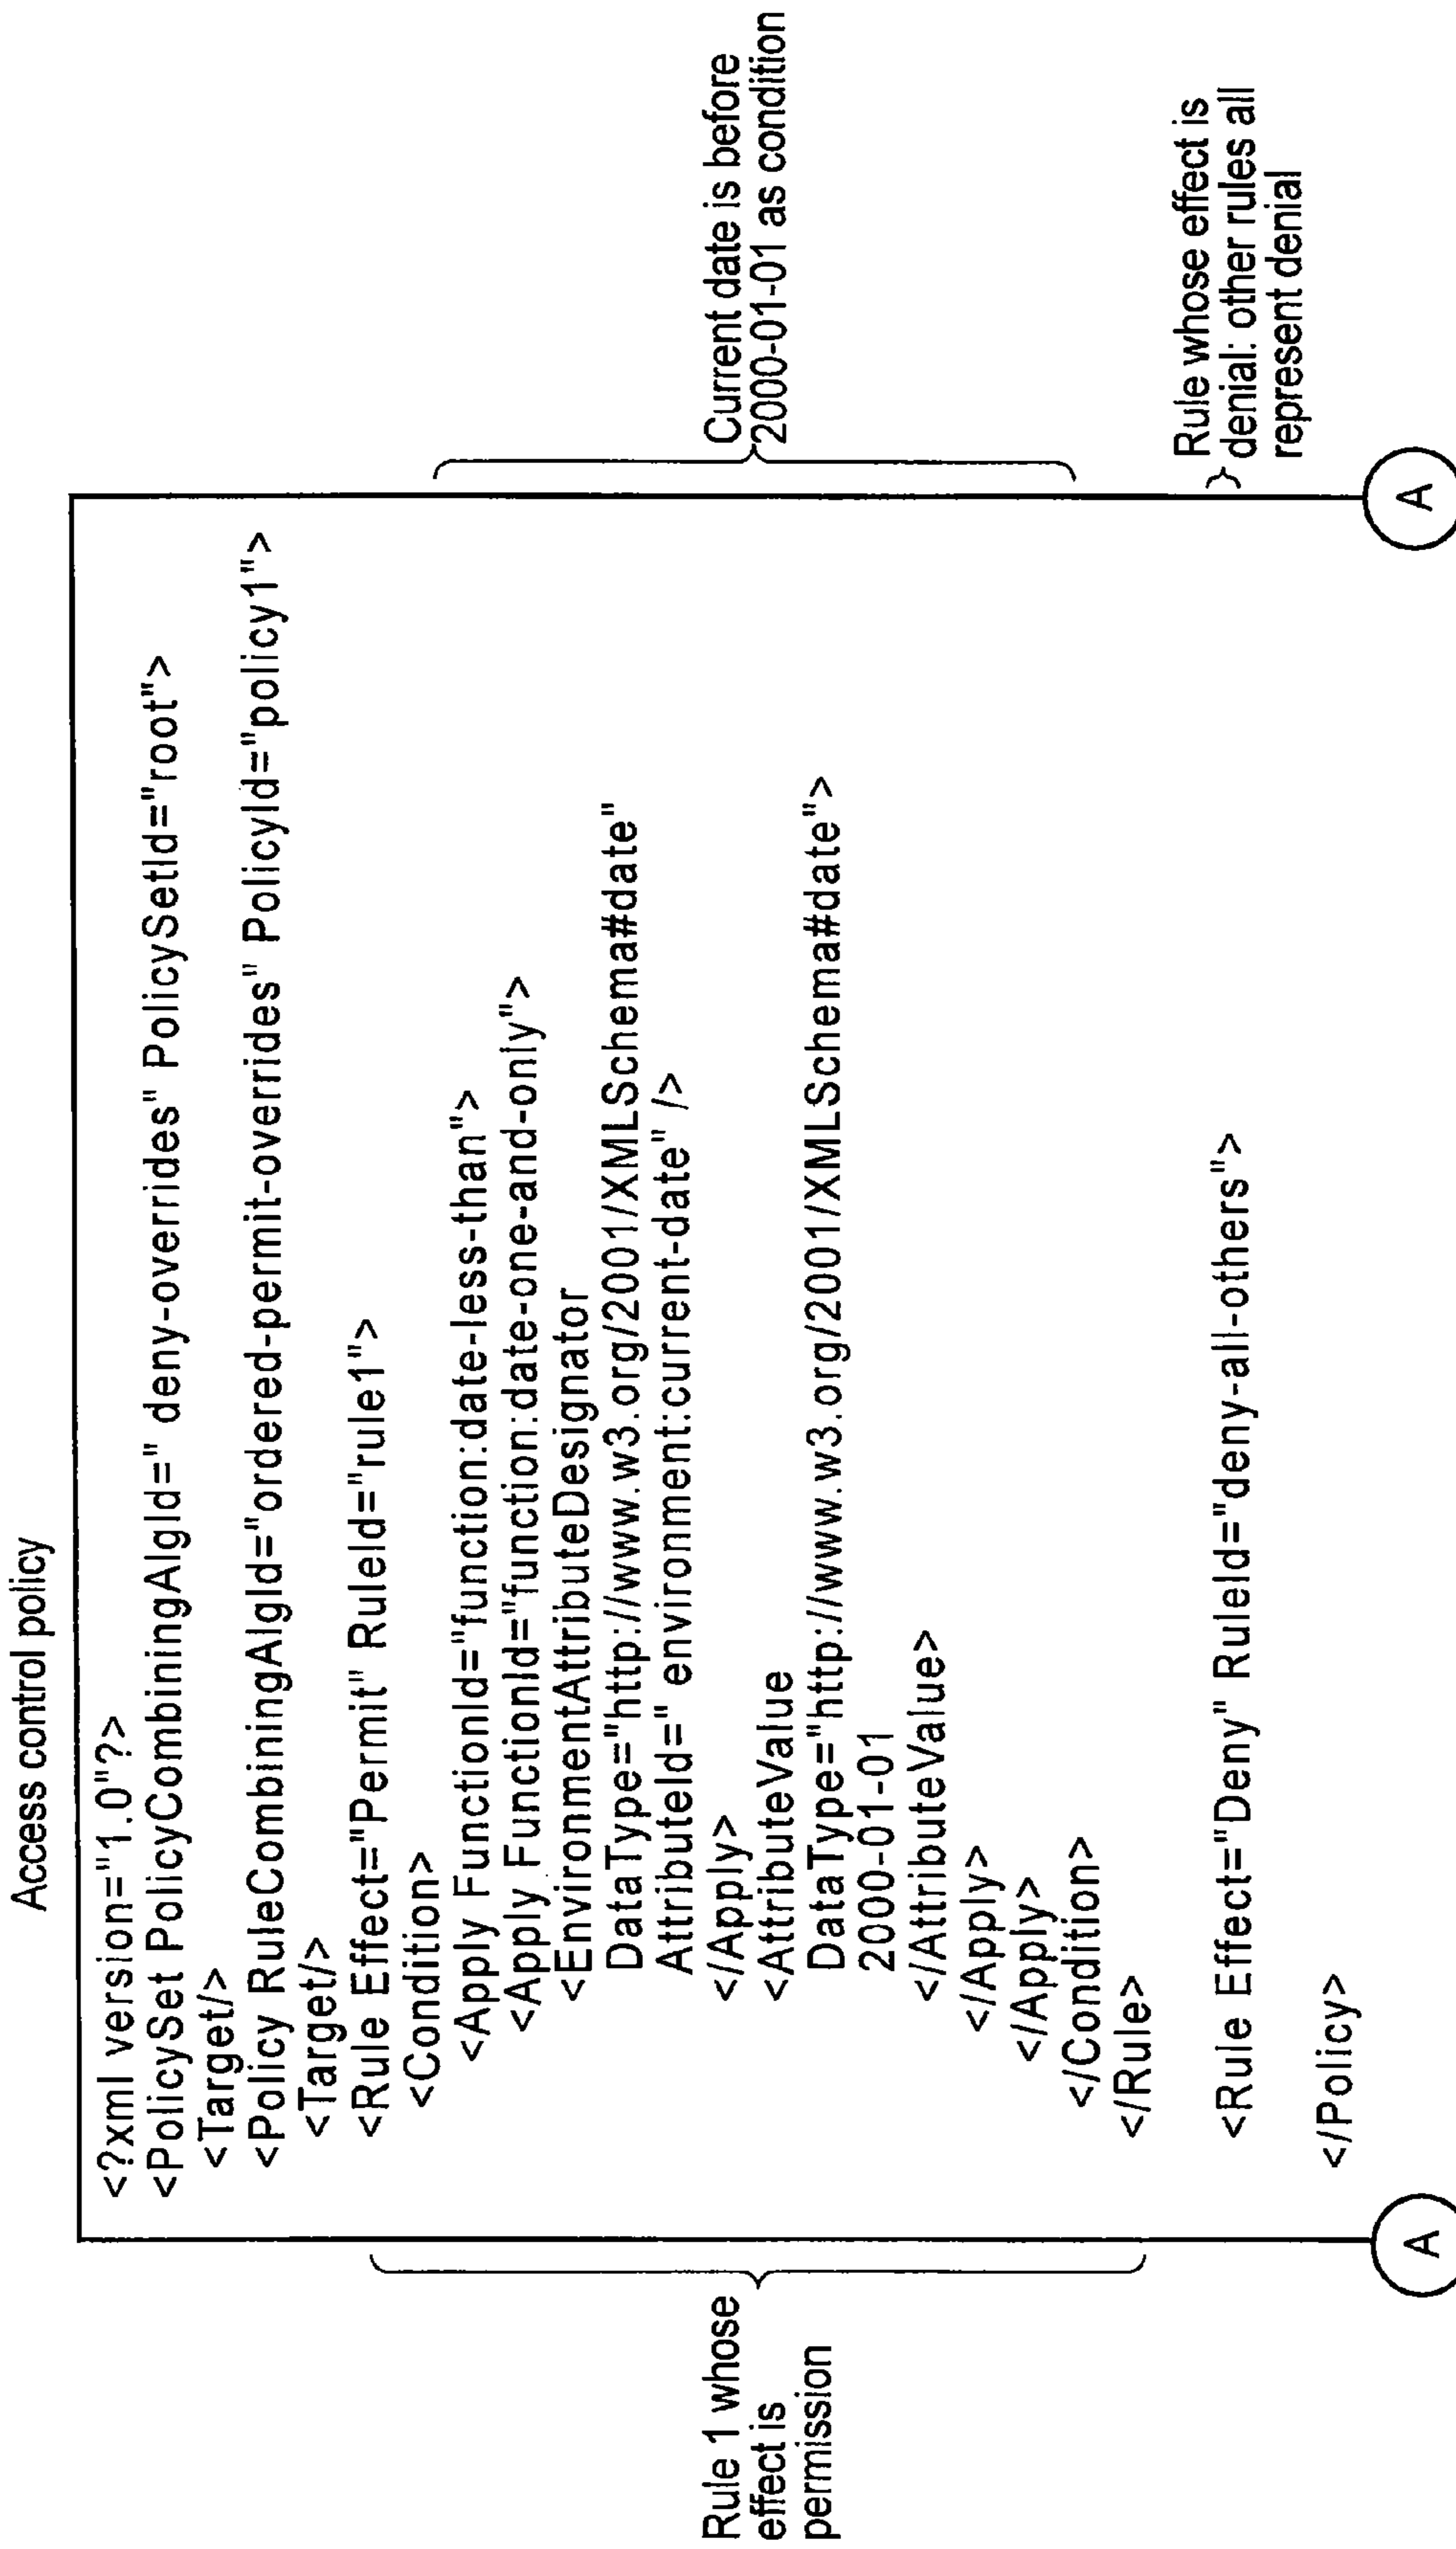 Access control policy
<?xml version="1.0"?>
<PolicySet PolicyCombiningAlgId=" deny-overrides" PolicySetId="root">
<Target/>
<Policy RuleCombiningAlgId="ordered-permit-overrides" PolicyId="policy1">
<Target/>
<Rule Effect="Permit" RuleId="rule1">
<Condition>
<Apply FunctionId="function:date-less-than">
<Apply FunctionId="function:date-one-and-only">
<EnvironmentAttributeDesignator
DataType="http://www.w3.org/2001/XMLSchema#date"
AttributeId=" environment:current-date" />
</Apply>
<AttributeValue
DataType="http://www.w3.org/2001/XMLSchema#date">
2000-01-01
</AttributeValue>
</Apply>
</Apply>
</Condition>
</Rule>
<Rule Effect="Deny" RuleId="deny-all-others">
</Policy>
Rule 1 whose
effect is
permission
Current date is before
2000-01-01 as condition
Rule whose effect is
denial: other rules all
represent denial
A
A